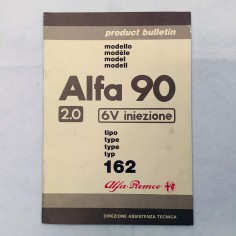 product bulletin
modello
modèle
model
modell
Alfa 90
2.0 6V iniezione
tipo
type
type
typ
162
Alfa-Romeo
DIREZIONE ASSISTENZA TECNICA